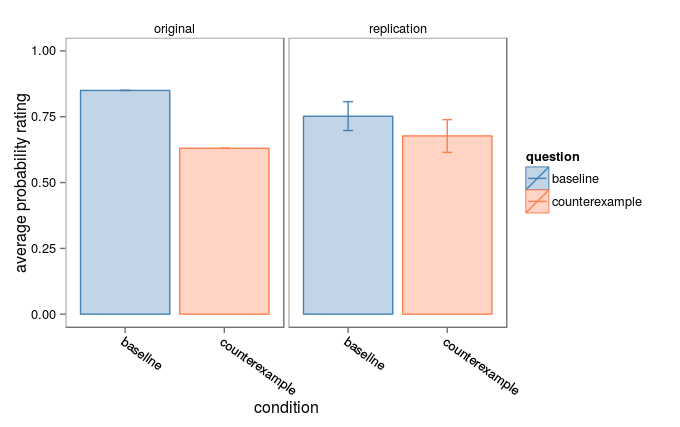 original
replication
average probability rating
1.00
0.75
0.50
0.25
0.00
baseline
counterexample
baseline
counterexample
condition
question
baseline
counterexample